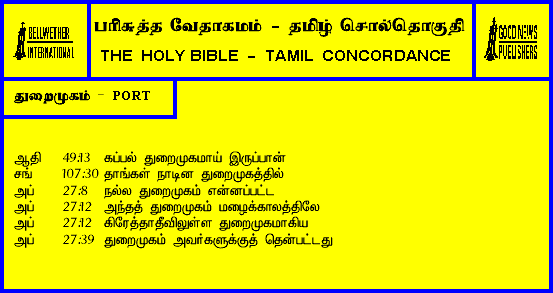 BELLWETHER
INTERNATIONAL
பரிசுத்த வேதாகமம் - தமிழ் சொல்தொகுதி
THE HOLY BIBLE - TAMIL CONCORDANCE
GOOD NEWS
PUBLISHERS
துறைமுகம் - PORT
ஆதி 49:13 கப்பல் துறைமுகமாய் இருப்பான்
சங் 107:30 தாங்கள் நாடின துறைமுகத்தில்
அப் 27:8 நல்ல துறைமுகம் என்னப்பட்ட
அப் 27:12 அந்தத் துறைமுகம் மழைக்காலத்திலே
அப் 27:12 கிரேத்தாதீவிலுள்ள துறைமுகமாகிய
அப் 27:39 துறைமுகம் அவர்களுக்குத் தென்பட்டது